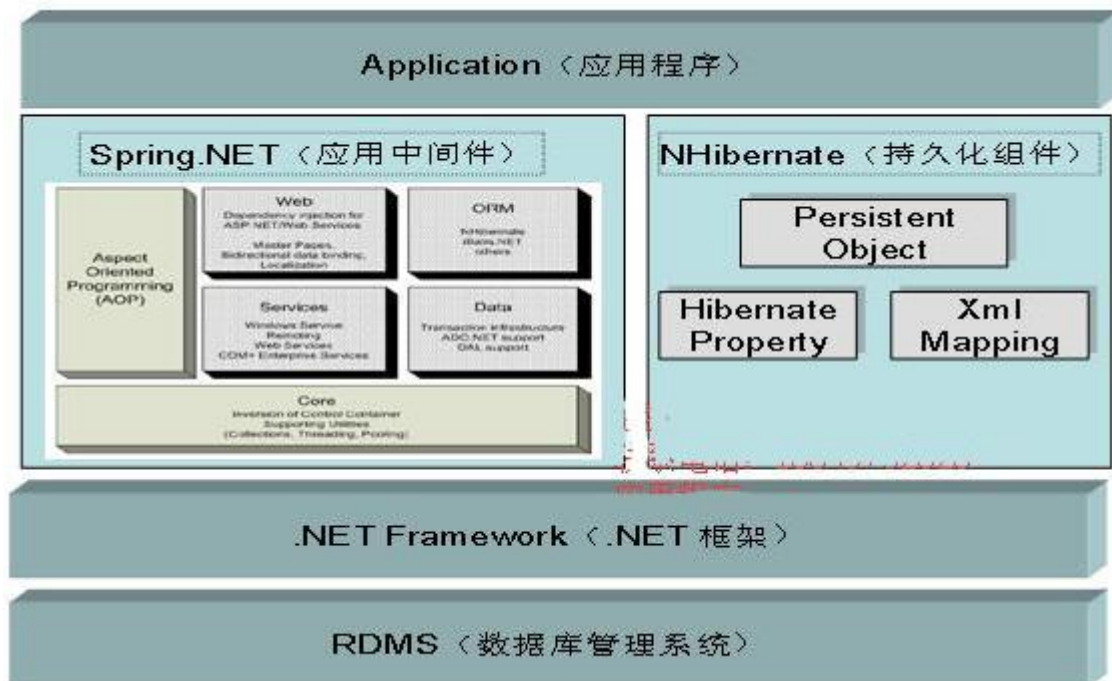 Application（应用程序）
Spring.NET（应用中间件）
Aspect
Oriented
Programming
(AOP)
Web
Dependency injection for
ASP.NET/Web Services
Master Pages,
Bidirectional data binding,
Localization
ORM
NHibernate
iBatis.NET
others
Services
Windows Service
Remoting
Web Services
COM+ Enterprise Services
Data
Transaction infrastructure
ADO.NET support
DAL support
Core
Inversion of Control Container
Supporting Utilities
(Collections, Threading, Pooling)
NHibernate（持久化组件）
Persistent
Object
Hibernate
Property
Xml
Mapping
.NET Framework（.NET 框架）
RDMS（数据库管理系统）